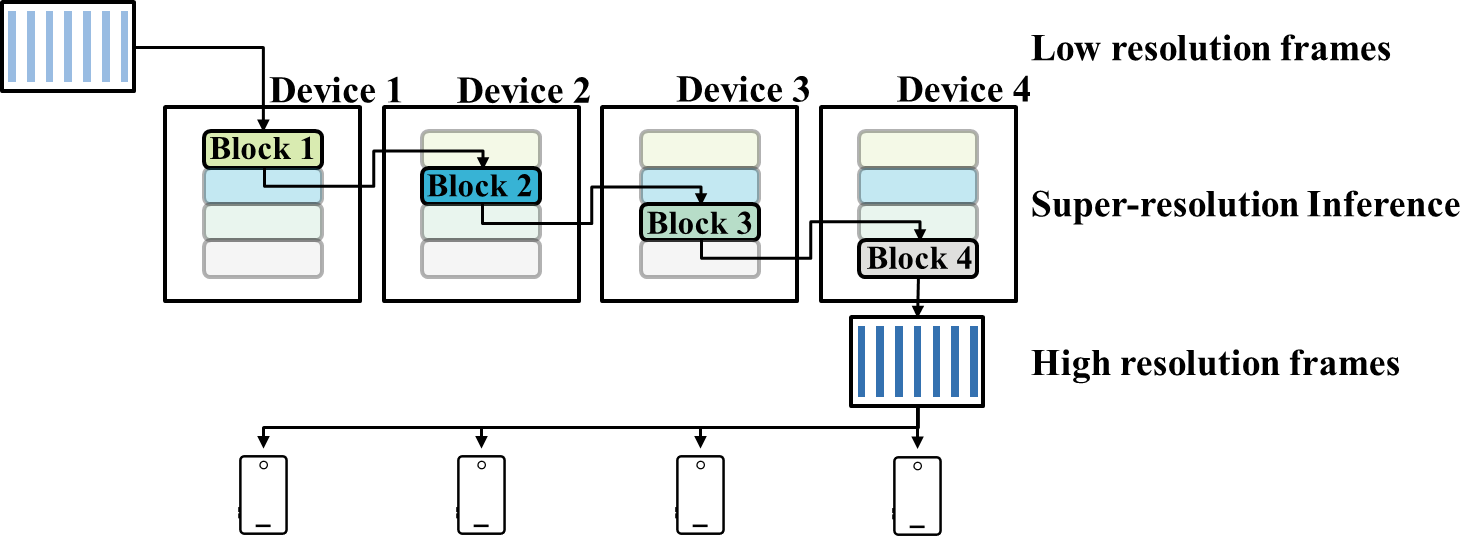 Low resolution frames
Device 1
Device 2
Device 3
Device 4
Block 1
Block 2
Block 3
Block 4
Super-resolution Inference
High resolution frames